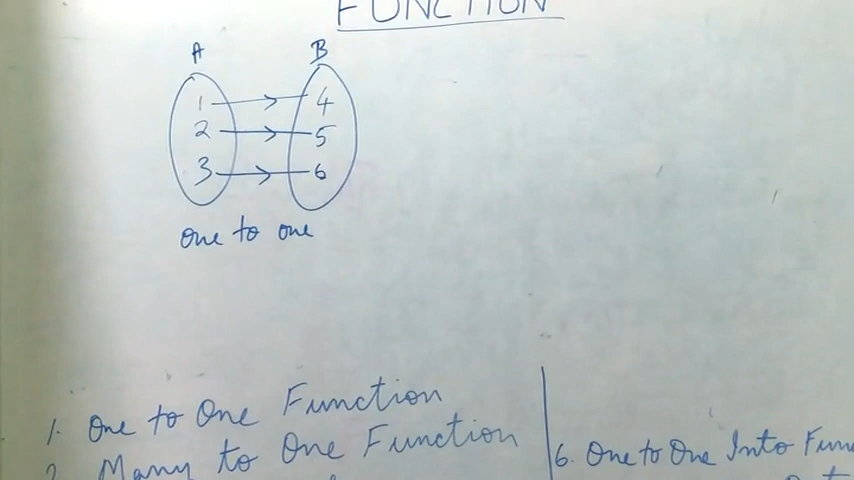 FUNCTION
A B
1 4
2 5
3 6
one to one
1. One to One Function
2. Many to One Function
6. One to One Into